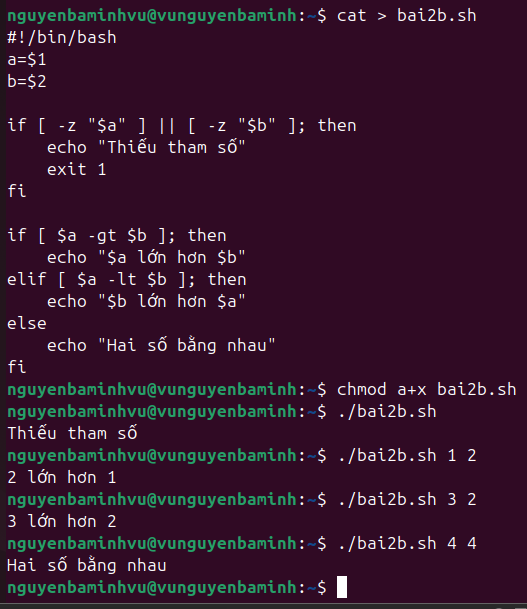 nguyenbaminhvu@vunguyenbaminh:~$ cat > bai2b.sh
#!/bin/bash
a=$1
b=$2

if [ -z "$a" ] || [ -z "$b" ]; then
    echo "Thiếu tham số"
    exit 1
fi

if [ $a -gt $b ]; then
    echo "$a lớn hơn $b"
elif [ $a -lt $b ]; then
    echo "$b lớn hơn $a"
else
    echo "Hai số bằng nhau"
fi
nguyenbaminhvu@vunguyenbaminh:~$ chmod a+x bai2b.sh
nguyenbaminhvu@vunguyenbaminh:~$ ./bai2b.sh
Thiếu tham số
nguyenbaminhvu@vunguyenbaminh:~$ ./bai2b.sh 1 2
2 lớn hơn 1
nguyenbaminhvu@vunguyenbaminh:~$ ./bai2b.sh 3 2
3 lớn hơn 2
nguyenbaminhvu@vunguyenbaminh:~$ ./bai2b.sh 4 4
Hai số bằng nhau
nguyenbaminhvu@vunguyenbaminh:~$